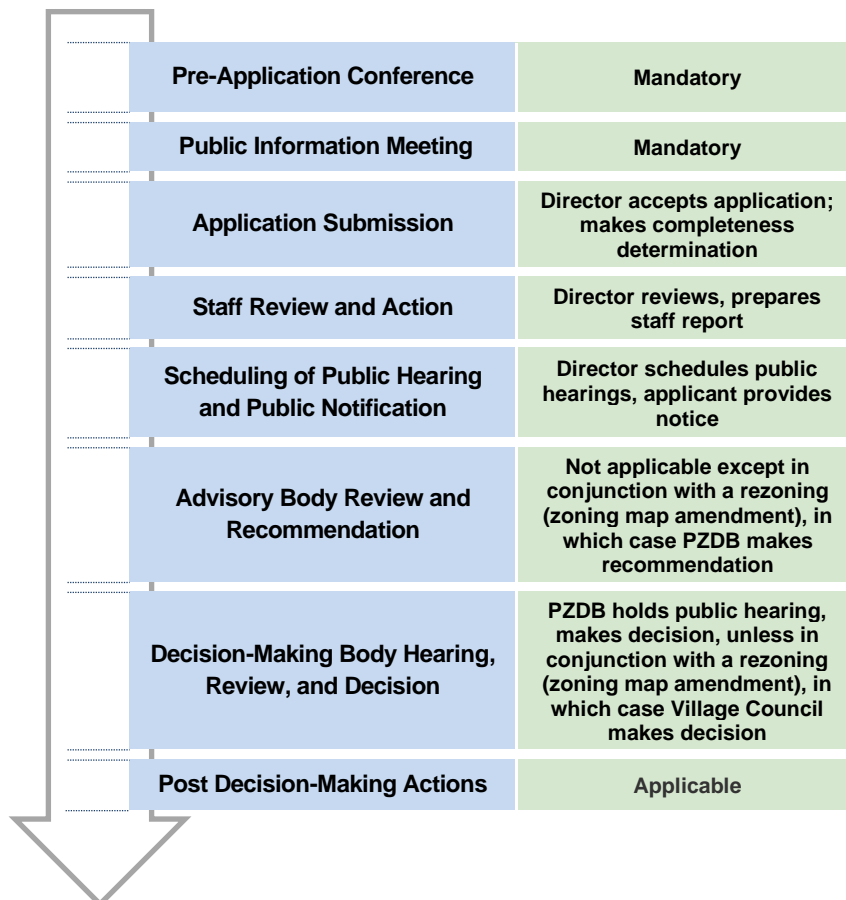 Pre-Application Conference
Mandatory
Public Information Meeting
Mandatory
Application Submission
Director accepts application;
makes completeness
determination
Staff Review and Action
Director reviews, prepares
staff report
Scheduling of Public Hearing
and Public Notification
Director schedules public
hearings, applicant provides
notice
Advisory Body Review and
Recommendation
Not applicable except in
conjunction with a rezoning
(zoning map amendment), in
which case PZDB makes
recommendation
Decision-Making Body Hearing,
Review, and Decision
PZDB holds public hearing,
makes decision, unless in
conjunction with a rezoning
(zoning map amendment), in
which case Village Council
makes decision
Post Decision-Making Actions
Applicable